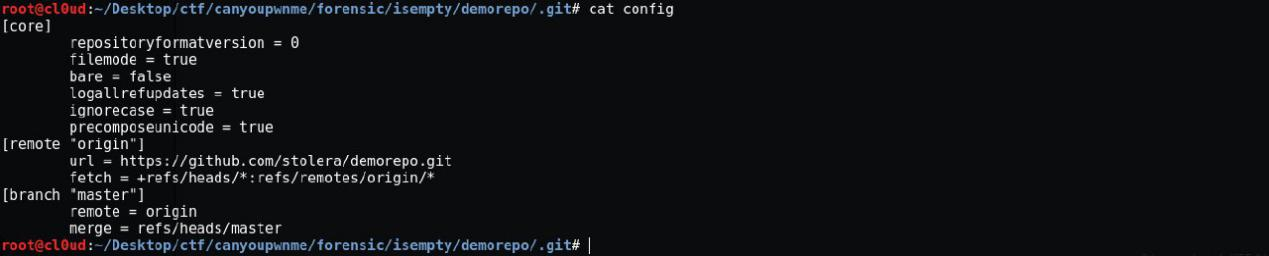 root@cl0ud:~/Desktop/ctf/canyoupwnme/forensic/isempty/demorepo/.git# cat config
[core]
        repositoryformatversion = 0
        filemode = true
        bare = false
        logallrefupdates = true
        ignorecase = true
        precomposeunicode = true
[remote "origin"]
        url = https://github.com/stolera/demorepo.git
        fetch = +refs/heads/*:refs/remotes/origin/*
[branch "master"]
        remote = origin
        merge = refs/heads/master
root@cl0ud:~/Desktop/ctf/canyoupwnme/forensic/isempty/demorepo/.git#